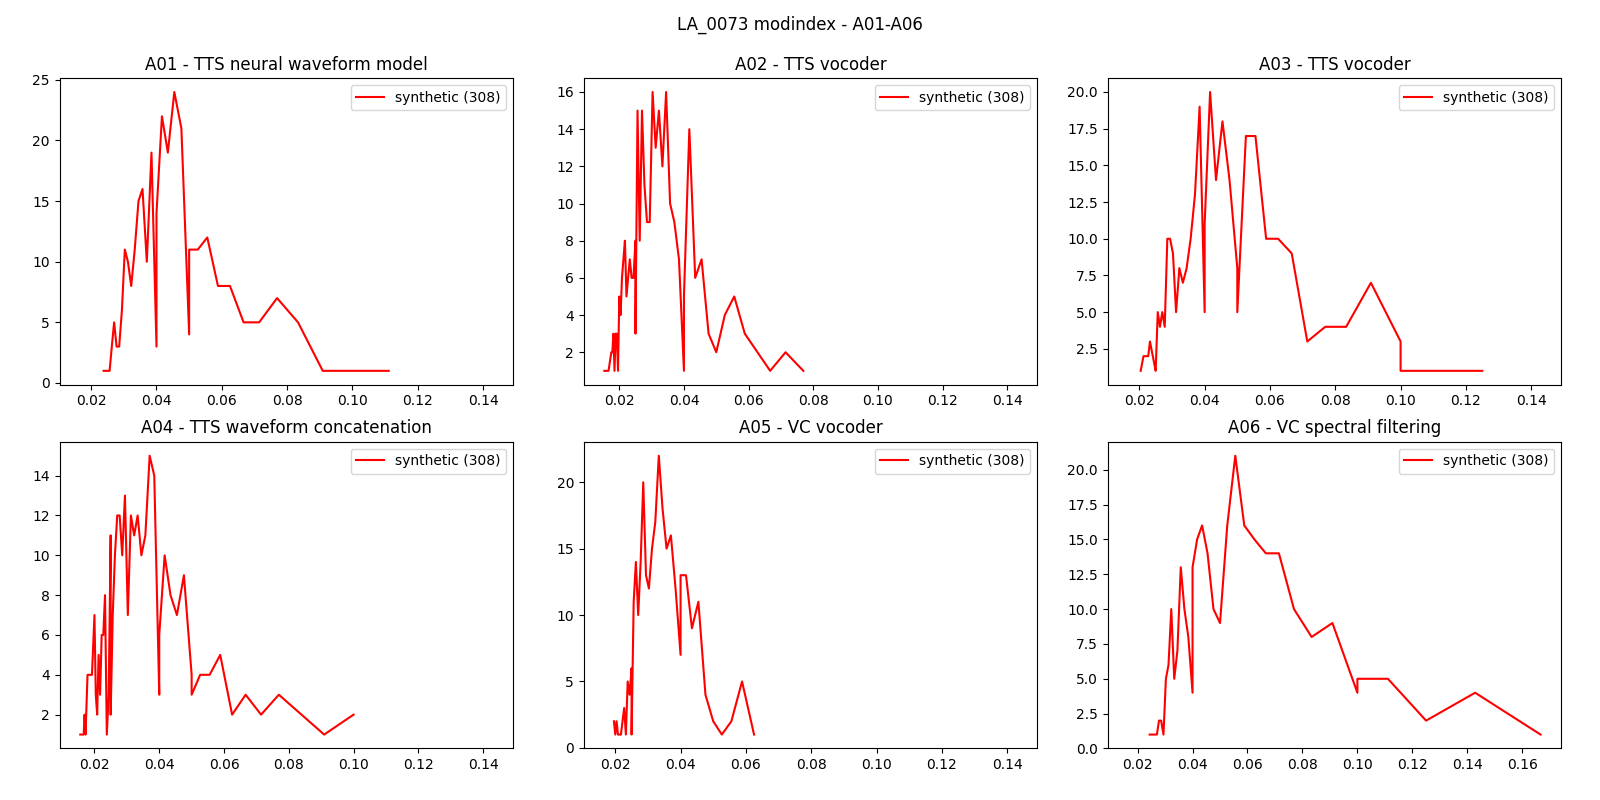 LA_0073 modindex - A01-A06
A01 - TTS neural waveform model
synthetic (308)
25
20
15
10
5
0
0.02 0.04 0.06 0.08 0.10 0.12 0.14
A02 - TTS vocoder
synthetic (308)
16
14
12
10
8
6
4
2
0.02 0.04 0.06 0.08 0.10 0.12 0.14
A03 - TTS vocoder
synthetic (308)
20.0
17.5
15.0
12.5
10.0
7.5
5.0
2.5
0.02 0.04 0.06 0.08 0.10 0.12 0.14
A04 - TTS waveform concatenation
synthetic (308)
14
12
10
8
6
4
2
0.02 0.04 0.06 0.08 0.10 0.12 0.14
A05 - VC vocoder
synthetic (308)
20
15
10
5
0
0.02 0.04 0.06 0.08 0.10 0.12 0.14
A06 - VC spectral filtering
synthetic (308)
20.0
17.5
15.0
12.5
10.0
7.5
5.0
2.5
0.0
0.02 0.04 0.06 0.08 0.10 0.12 0.14 0.16